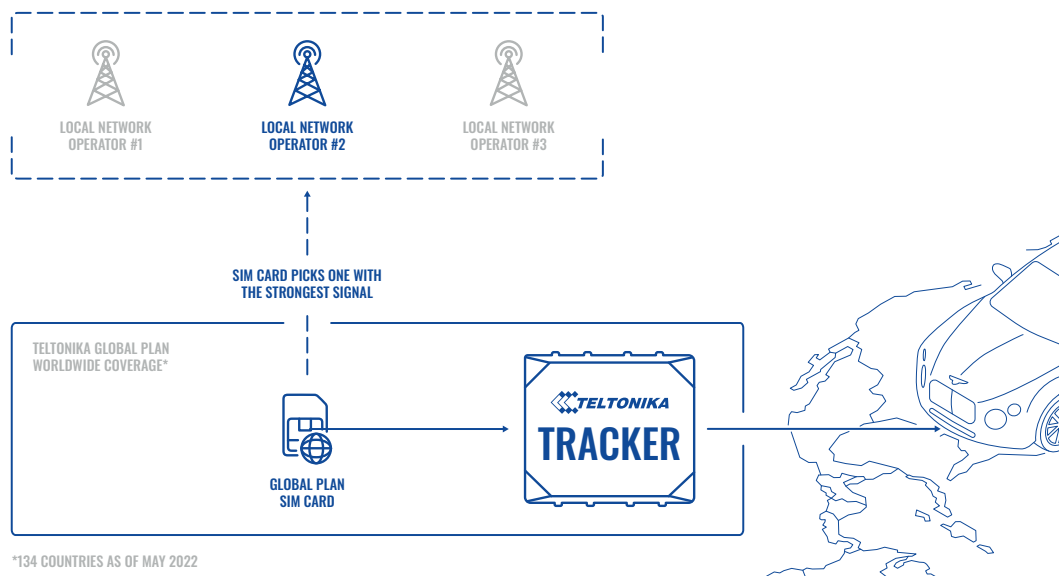 LOCAL NETWORK
OPERATOR #1
LOCAL NETWORK
OPERATOR #2
LOCAL NETWORK
OPERATOR #3
SIM CARD PICKS ONE WITH
THE STRONGEST SIGNAL
TELTONIKA GLOBAL PLAN
WORLDWIDE COVERAGE*
TELTONIKA
TRACKER
GLOBAL PLAN
SIM CARD
*134 COUNTRIES AS OF MAY 2022